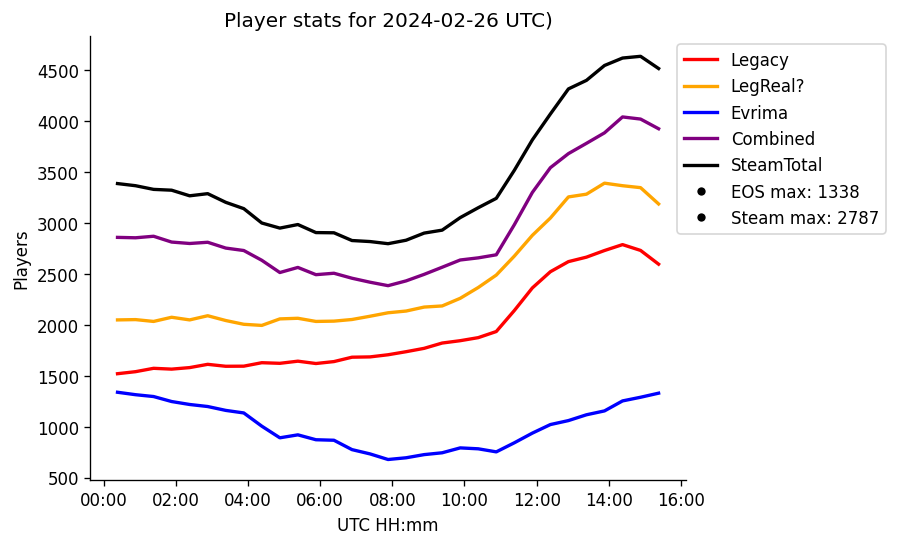 Player stats for 2024-02-26 UTC)
Legacy
LegReal?
Evrima
Combined
SteamTotal
EOS max: 1338
Steam max: 2787
Players
4500
4000
3500
3000
2500
2000
1500
1000
500
00:00 02:00 04:00 06:00 08:00 10:00 12:00 14:00 16:00
UTC HH:mm